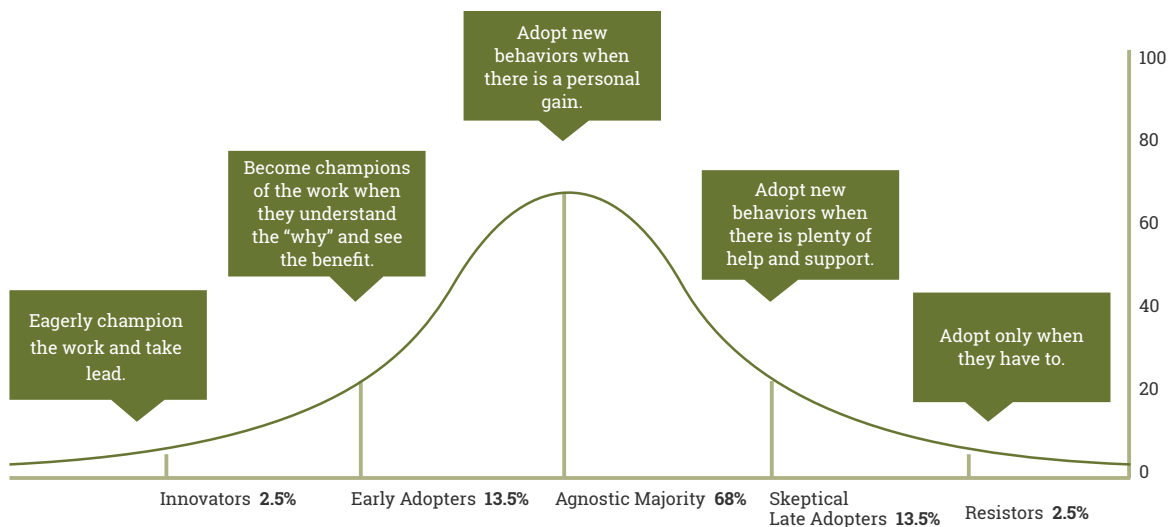 Adopt new
behaviors when
there is a personal
gain.
Become champions
of the work when
they understand
the “why” and see
the benefit.
Adopt new
behaviors when
there is plenty of
help and support.
Eagerly champion
the work and take
lead.
Adopt only when
they have to.
100
80
60
40
20
0
Innovators 2.5%
Early Adopters 13.5%
Agnostic Majority 68%
Skeptical
Late Adopters 13.5%
Resistors 2.5%